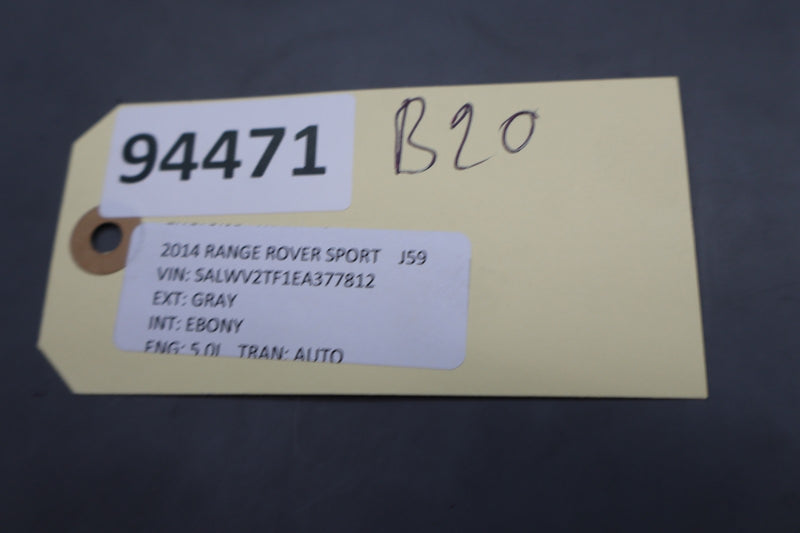 94471
B20
2014 RANGE ROVER SPORT J59
VIN: SALWV2TF1EA377812
EXT: GRAY
INT: EBONY
ENG: 5.0L TRAN: AUTO